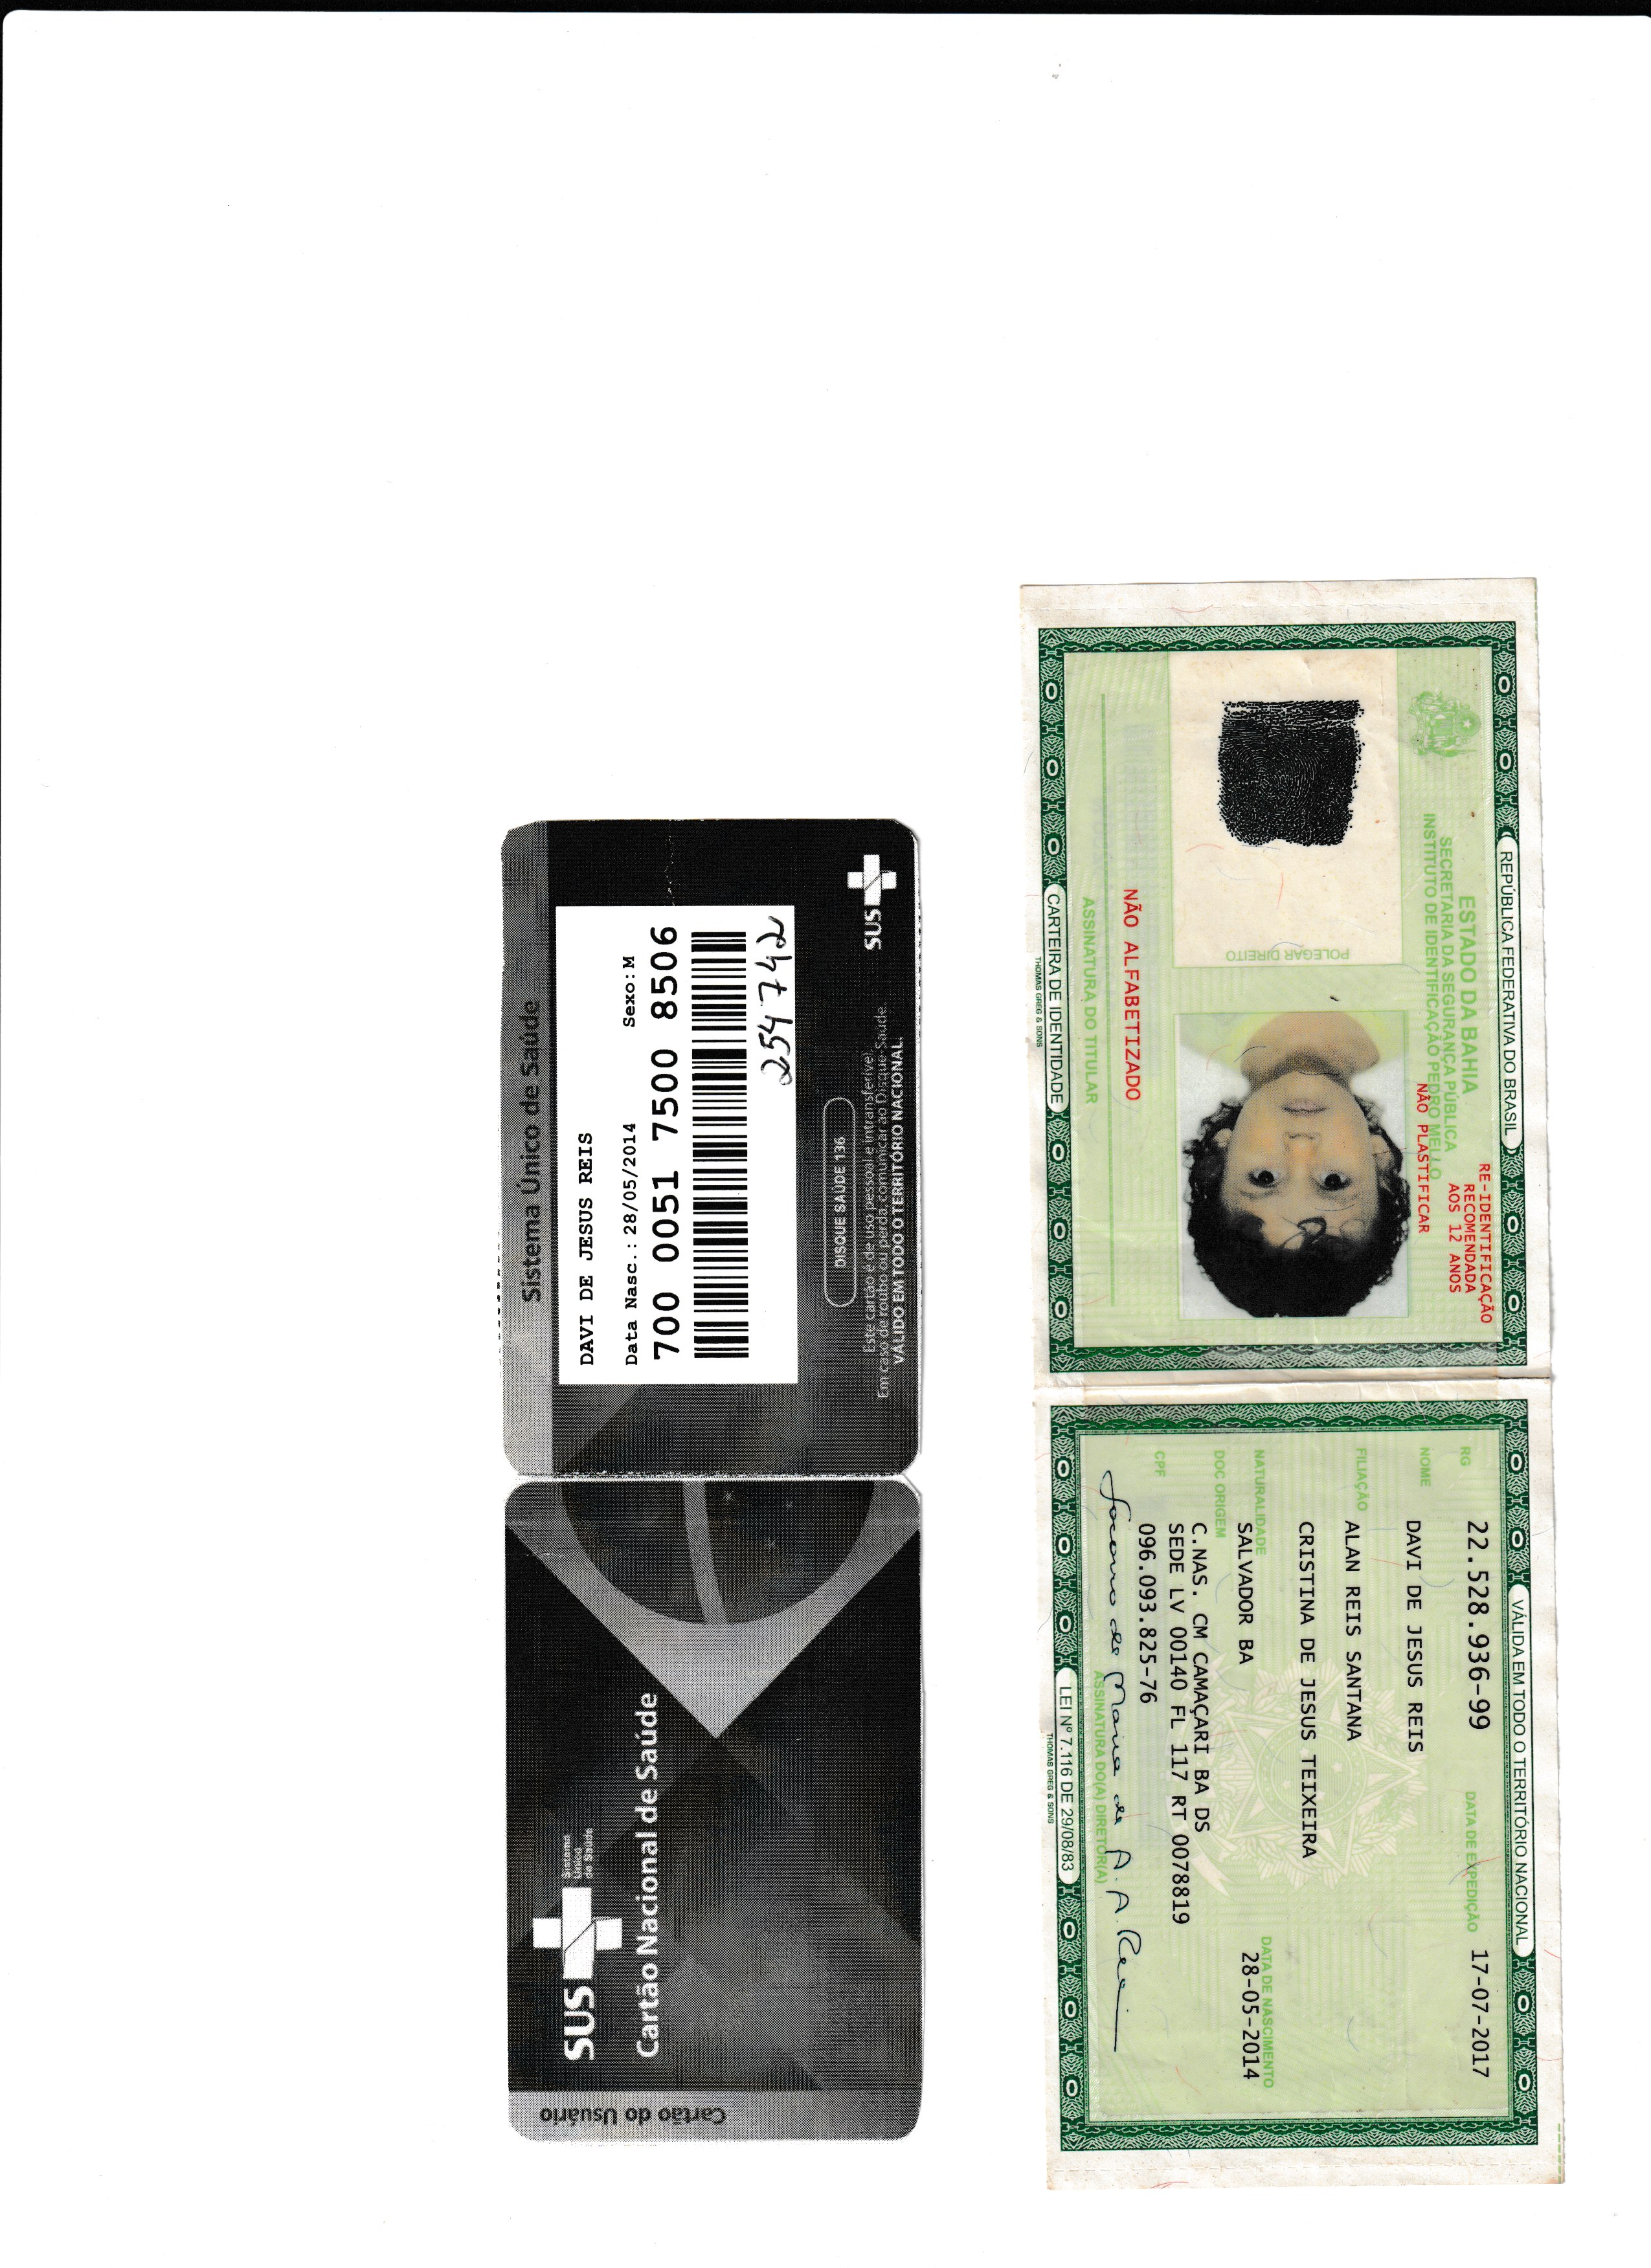 VÁLIDA EM TODO O TERRITÓRIO NACIONAL
RG 22.528.936-99 DATA DE EXPEDIÇÃO 17-07-2017
NOME DAVI DE JESUS REIS
FILIAÇÃO ALAN REIS SANTANA
CRISTINA DE JESUS TEIXEIRA
NATURALIDADE DATA DE NASCIMENTO
SALVADOR BA 28-05-2014
DOC ORIGEM C.NAS. CM CAMAÇARI BA DS
SEDE LV 00140 FL 117 RT 0078819
CPF 096.093.825-76
ASSINATURA DO(A) DIRETOR(A)
LEI Nº 7.116 DE 29/08/83
THOMAS GREG & SONS
REPÚBLICA FEDERATIVA DO BRASIL
RE-IDENTIFICAÇÃO
RECOMENDADA
AOS 12 ANOS
NÃO PLASTIFICAR
ESTADO DA BAHIA
SECRETARIA DA SEGURANÇA PÚBLICA
INSTITUTO DE IDENTIFICAÇÃO PEDRO MELLO
POLEGAR DIREITO
NÃO ALFABETIZADO
ASSINATURA DO TITULAR
CARTEIRA DE IDENTIDADE
THOMAS GREG & SONS
Cartão do Usuário
SUS
Sistema
Único
de Saúde
Cartão Nacional de Saúde
Sistema Único de Saúde
DAVI DE JESUS REIS
Data Nasc.: 28/05/2014 Sexo: M
700 0051 7500 8506
254742
DISQUE SAÚDE 136
Este cartão é de uso pessoal e intransferível.
Em caso de roubo ou perda, comunicar ao Disque-Saúde.
VÁLIDO EM TODO O TERRITÓRIO NACIONAL.
SUS